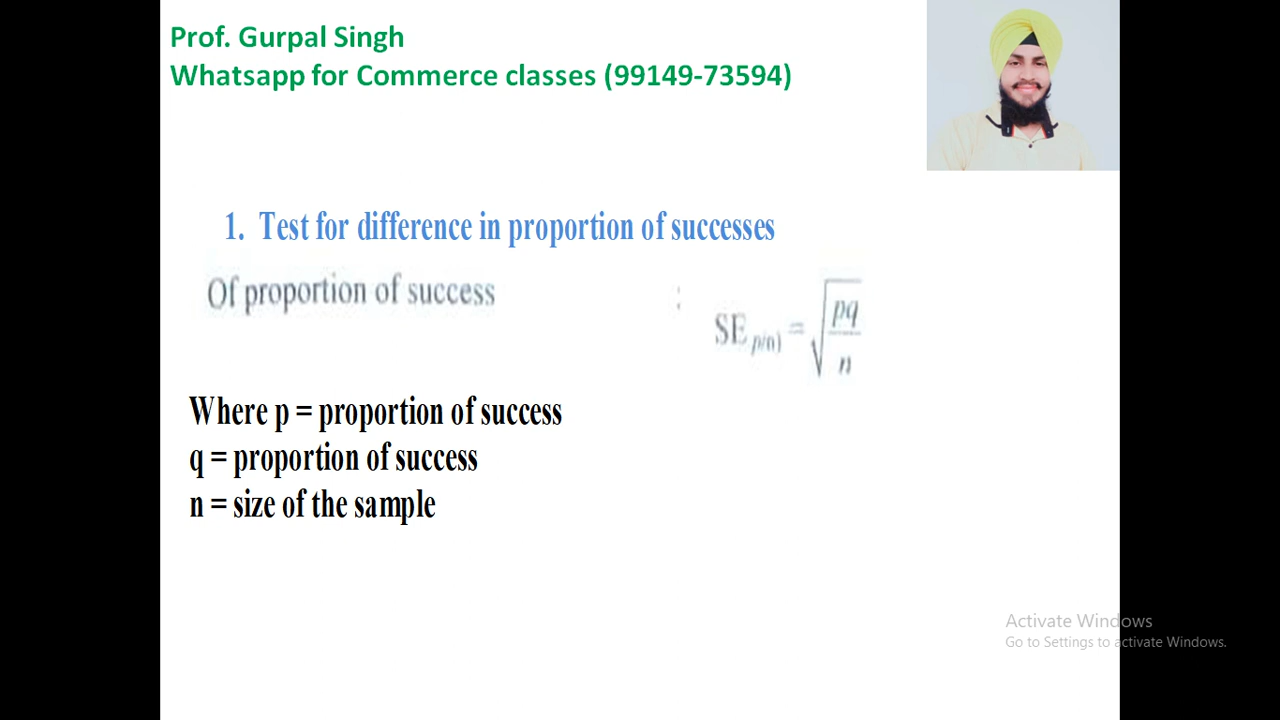 Prof. Gurpal Singh
Whatsapp for Commerce classes (99149-73594)
1. Test for difference in proportion of successes
Of proportion of success : SE p(n) = √pq/n
Where p = proportion of success
q = proportion of success
n = size of the sample
Activate Windows
Go to Settings to activate Windows.